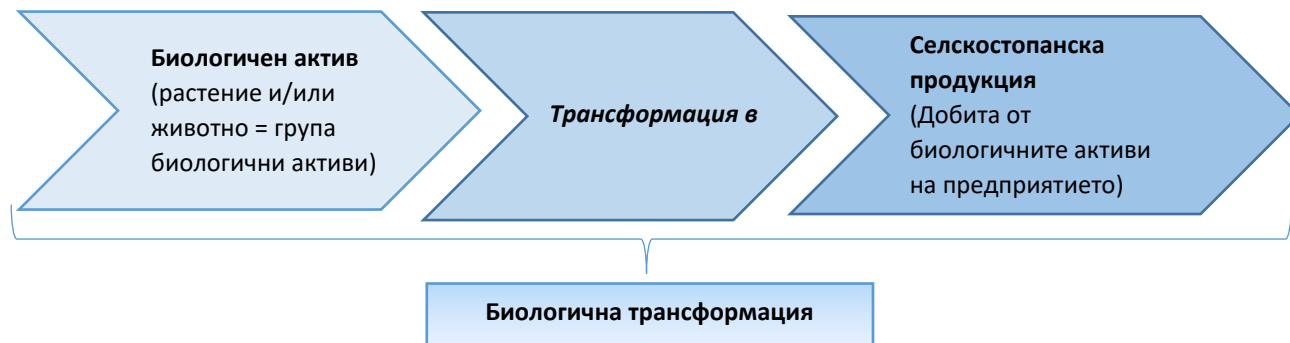 Биологичен актив
(растение и/или
животно = група
биологични активи)
Трансформация в
Селскостопанска
продукция
(Добита от
биологичните активи
на предприятието)
Биологична трансформация